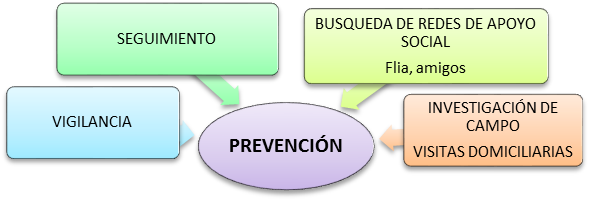 SEGUIMIENTO
BUSQUEDA DE REDES DE APOYO
SOCIAL
Flia, amigos
VIGILANCIA
PREVENCIÓN
INVESTIGACIÓN DE
CAMPO
VISITAS DOMICILIARIAS